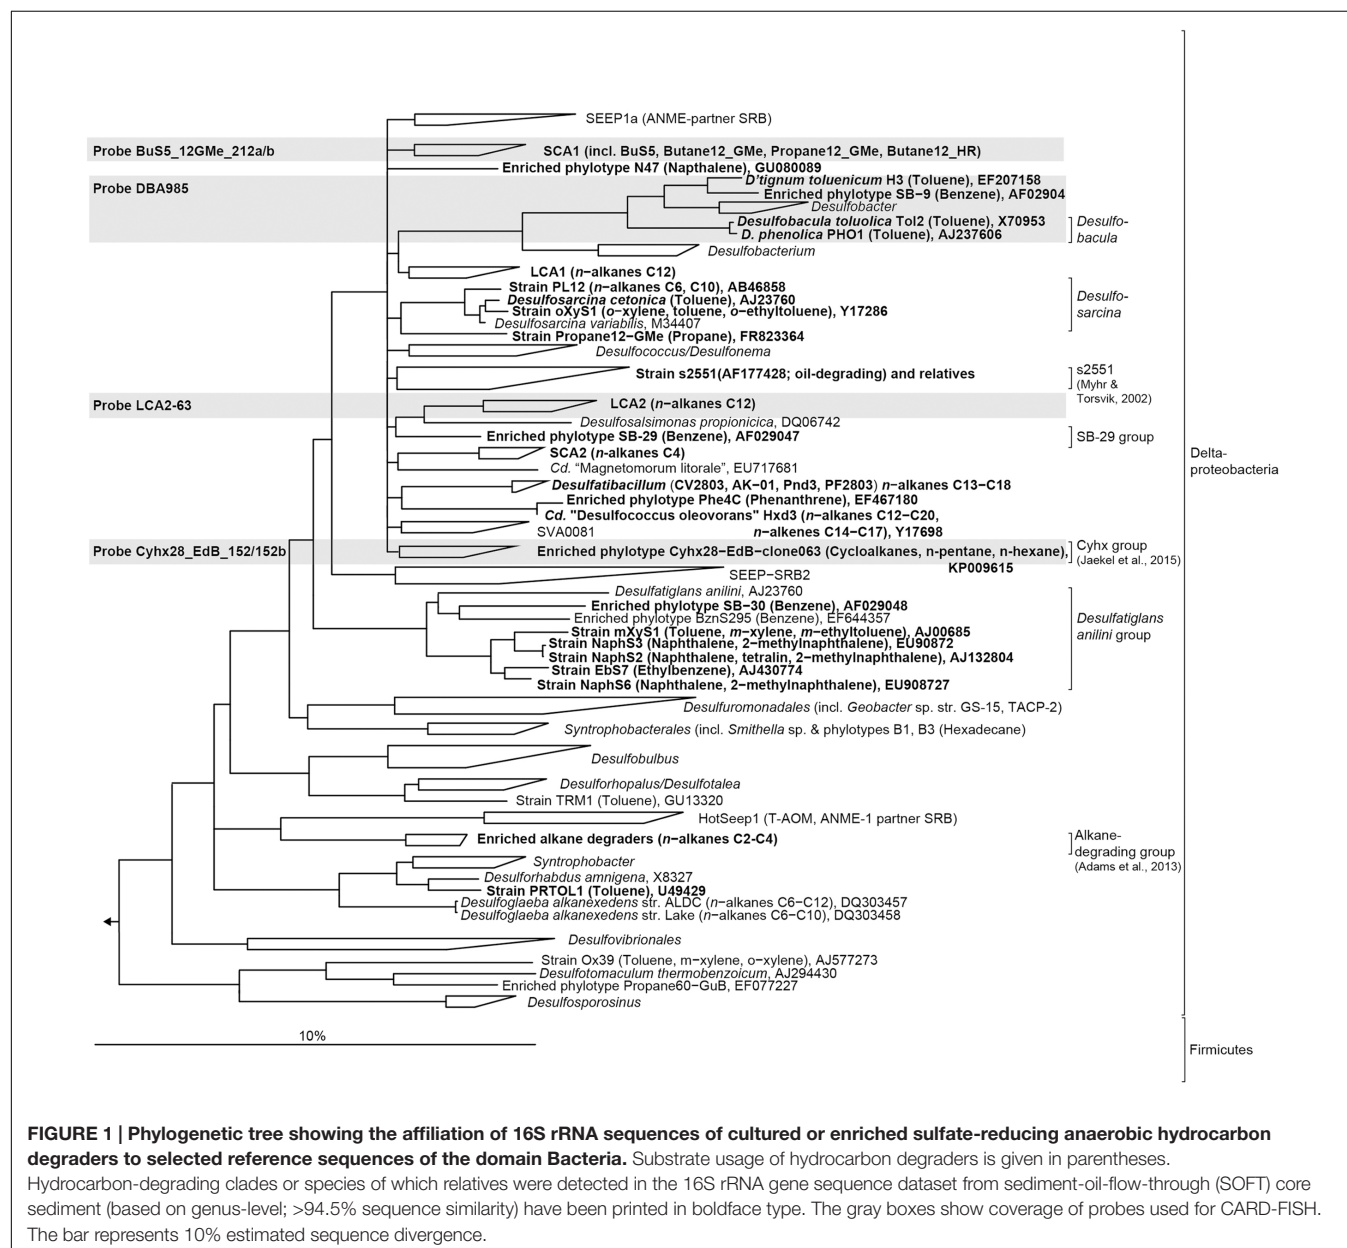 SEEP1a (ANME-partner SRB)
Probe BuS5_12GMe_212a/b
SCA1 (incl. BuS5, Butane12_GMe, Propane12_GMe, Butane12_HR)
Enriched phylotype N47 (Napthalene), GU080089
Probe DBA985
D'tignum toluenicum H3 (Toluene), EF207158
Enriched phylotype SB−9 (Benzene), AF02904
Desulfobacter
Desulfobacula toluolica Tol2 (Toluene), X70953
D. phenolica PHO1 (Toluene), AJ237606
Desulfo-
bacula
Desulfobacterium
LCA1 (n−alkanes C12)
Strain PL12 (n−alkanes C6, C10), AB46858
Desulfosarcina cetonica (Toluene), AJ23760
Strain oXyS1 (o−xylene, toluene, o−ethyltoluene), Y17286
Desulfosarcina variabilis, M34407
Desulfo-
sarcina
Strain Propane12−GMe (Propane), FR823364
Desulfococcus/Desulfonema
Strain s2551(AF177428; oil-degrading) and relatives
s2551
(Myhr &
Torsvik, 2002)
Probe LCA2-63
LCA2 (n−alkanes C12)
Desulfosalsimonas propionicica, DQ06742
Enriched phylotype SB−29 (Benzene), AF029047
SB-29 group
SCA2 (n-alkanes C4)
Cd. “Magnetomorum litorale”, EU717681
Delta-
proteobacteria
Desulfatibacillum (CV2803, AK−01, Pnd3, PF2803) n−alkanes C13−C18
Enriched phylotype Phe4C (Phenanthrene), EF467180
Cd. "Desulfococcus oleovorans" Hxd3 (n−alkanes C12−C20,
n−alkenes C14−C17), Y17698
SVA0081
Probe Cyhx28_EdB_152/152b
Enriched phylotype Cyhx28−EdB−clone063 (Cycloalkanes, n-pentane, n-hexane),
KP009615
Cyhx group
(Jaekel et al., 2015)
SEEP−SRB2
Desulfatiglans anilini, AJ23760
Enriched phylotype SB−30 (Benzene), AF029048
Enriched phylotype BznS295 (Benzene), EF644357
Strain mXyS1 (Toluene, m−xylene, m−ethyltoluene), AJ00685
Strain NaphS3 (Naphthalene, 2−methylnaphthalene), EU90872
Strain NaphS2 (Naphthalene, tetralin, 2−methylnaphthalene), AJ132804
Strain EbS7 (Ethylbenzene), AJ430774
Strain NaphS6 (Naphthalene, 2−methylnaphthalene), EU908727
Desulfatiglans
anilini group
Desulfuromonadales (incl. Geobacter sp. str. GS-15, TACP-2)
Syntrophobacterales (incl. Smithella sp. & phylotypes B1, B3 (Hexadecane)
Desulfobulbus
Desulforhopalus/Desulfotalea
Strain TRM1 (Toluene), GU13320
HotSeep1 (T-AOM, ANME-1 partner SRB)
Enriched alkane degraders (n−alkanes C2-C4)
Alkane-
degrading group
(Adams et al., 2013)
Syntrophobacter
Desulforhabdus amnigena, X8327
Strain PRTOL1 (Toluene), U49429
Desulfoglaeba alkanexedens str. ALDC (n−alkanes C6−C12), DQ303457
Desulfoglaeba alkanexedens str. Lake (n−alkanes C6−C10), DQ303458
Desulfovibrionales
Strain Ox39 (Toluene, m−xylene, o−xylene), AJ577273
Desulfotomaculum thermobenzoicum, AJ294430
Enriched phylotype Propane60−GuB, EF077227
Desulfosporosinus
10%
Firmicutes
FIGURE 1 | Phylogenetic tree showing the affiliation of 16S rRNA sequences of cultured or enriched sulfate-reducing anaerobic hydrocarbon
degraders to selected reference sequences of the domain Bacteria. Substrate usage of hydrocarbon degraders is given in parentheses.
Hydrocarbon-degrading clades or species of which relatives were detected in the 16S rRNA gene sequence dataset from sediment-oil-flow-through (SOFT) core
sediment (based on genus-level; >94.5% sequence similarity) have been printed in boldface type. The gray boxes show coverage of probes used for CARD-FISH.
The bar represents 10% estimated sequence divergence.